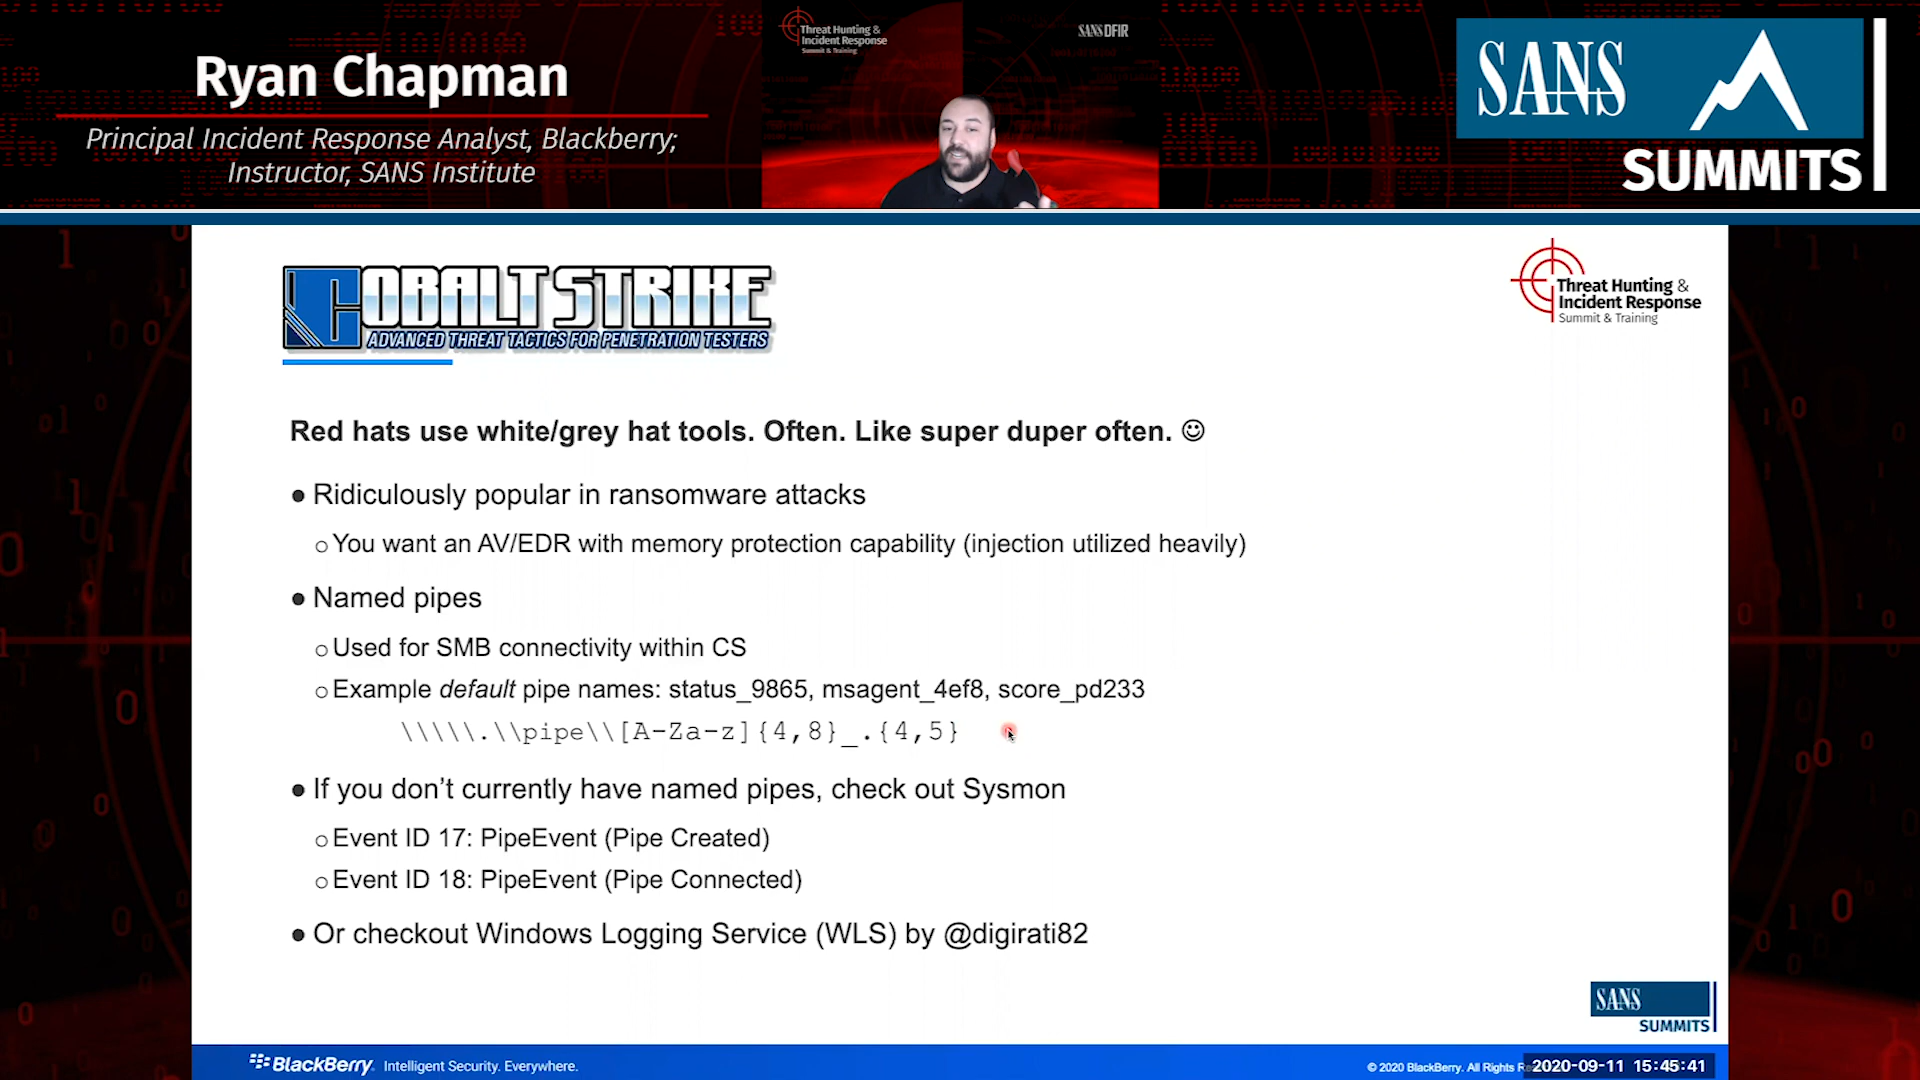 Ryan Chapman
Principal Incident Response Analyst, Blackberry;
Instructor, SANS Institute
Threat Hunting &
Incident Response
Summit & Training
SANS DFIR
SANS
SUMMITS
COBALT STRIKE
ADVANCED THREAT TACTICS FOR PENETRATION TESTERS
Threat Hunting &
Incident Response
Summit & Training
Red hats use white/grey hat tools. Often. Like super duper often. ☺
● Ridiculously popular in ransomware attacks
○ You want an AV/EDR with memory protection capability (injection utilized heavily)
● Named pipes
○ Used for SMB connectivity within CS
○ Example default pipe names: status_9865, msagent_4ef8, score_pd233
\\\\\.\\pipe\\[A-Za-z]{4,8}_.{4,5}
● If you don’t currently have named pipes, check out Sysmon
○ Event ID 17: PipeEvent (Pipe Created)
○ Event ID 18: PipeEvent (Pipe Connected)
● Or checkout Windows Logging Service (WLS) by @digirati82
SANS
SUMMITS
BlackBerry. Intelligent Security. Everywhere.
© 2020 BlackBerry. All Rights
2020-09-11 15:45:41